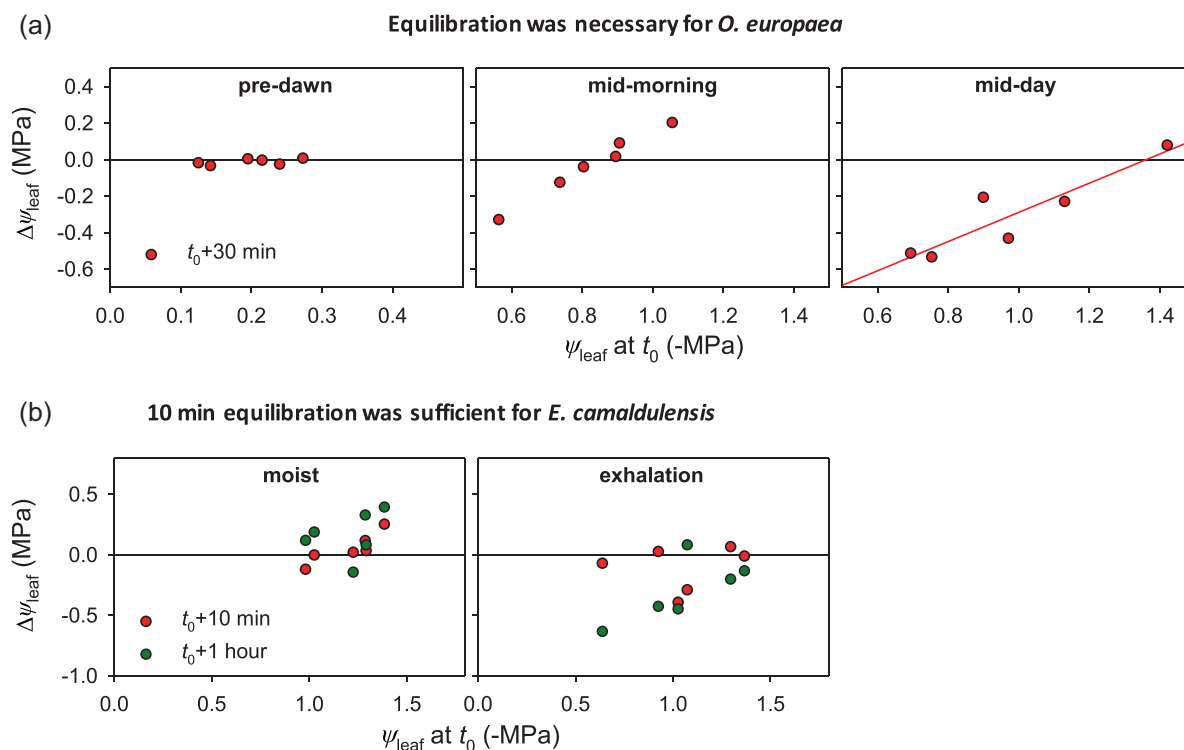 (a) Equilibration was necessary for O. europaea
pre-dawn mid-morning mid-day
0.4
0.2
0.0
-0.2
-0.4
-0.6
Δψleaf (MPa)
t0+30 min
0.0 0.1 0.2 0.3 0.4 0.6 0.8 1.0 1.2 1.4 0.6 0.8 1.0 1.2 1.4
ψleaf at t0 (-MPa)
(b) 10 min equilibration was sufficient for E. camaldulensis
moist exhalation
0.5
0.0
-0.5
-1.0
Δψleaf (MPa)
t0+10 min
t0+1 hour
0.0 0.5 1.0 1.5 0.0 0.5 1.0 1.5
ψleaf at t0 (-MPa)